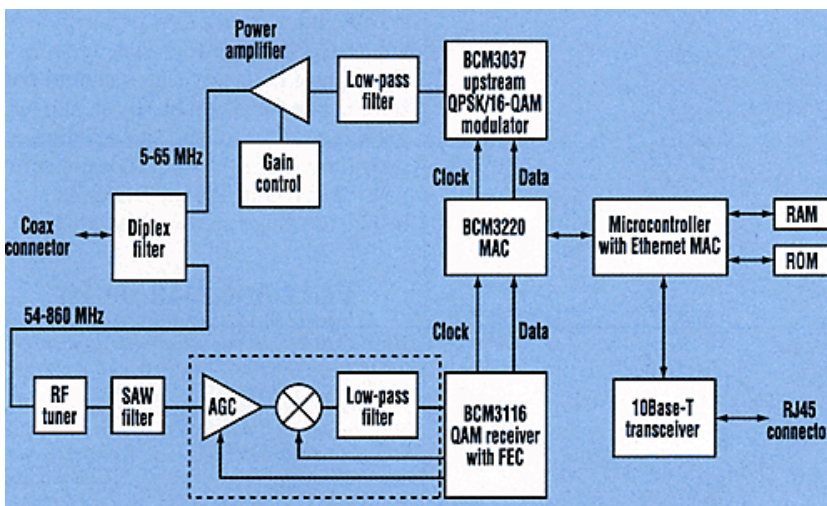 Power
amplifier
Low-pass
filter
BCM3037
upstream
QPSK/16-QAM
modulator
5-65 MHz
Gain
control
Clock
Data
Coax
connector
Diplex
filter
BCM3220
MAC
Microcontroller
with Ethernet MAC
RAM
ROM
54-860 MHz
Clock
Data
RF
tuner
SAW
filter
AGC
Low-pass
filter
BCM3116
QAM receiver
with FEC
10Base-T
transceiver
RJ45
connecto